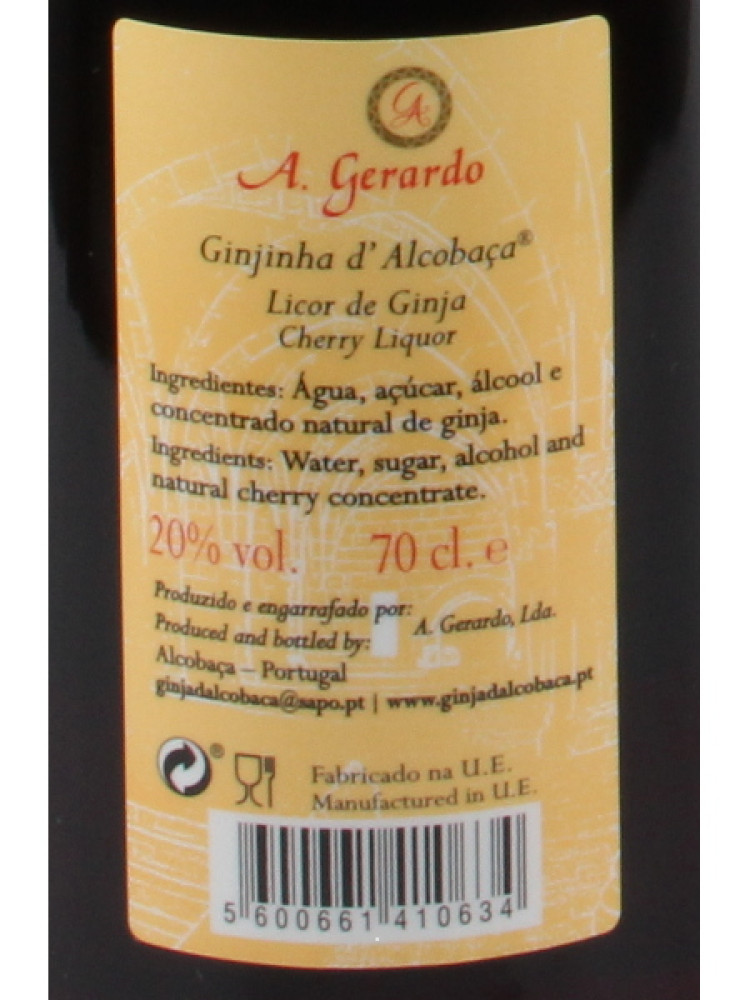 GA
A. Gerardo
Ginjinha d' Alcobaça®
Licor de Ginja
Cherry Liquor
Ingredientes: Água, açúcar, álcool e
concentrado natural de ginja.
Ingredients: Water, sugar, alcohol and
natural cherry concentrate.
20% vol. 70 cl. e
Produzido e engarrafado por:
Produced and bottled by: A. Gerardo, Lda.
Alcobaça – Portugal
ginjadalcobaca@sapo.pt | www.ginjadalcobaca.pt
®
Fabricado na U.E.
Manufactured in U.E.
5 600661 410634